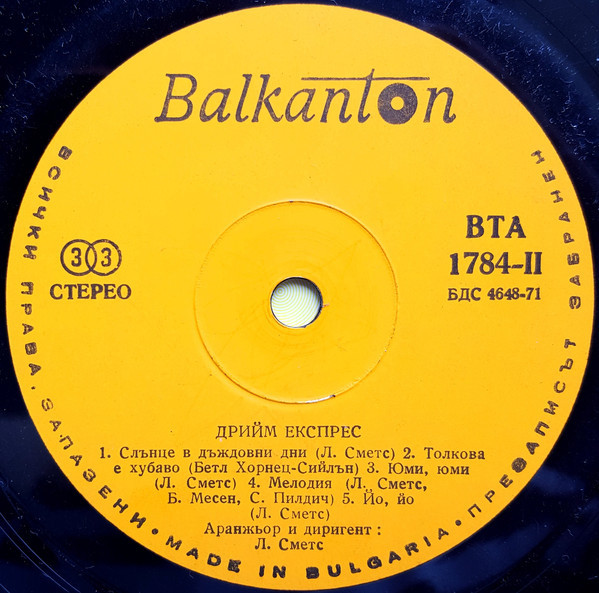 Balkanton
ВСИЧКИ ПРАВА ЗАПАЗЕНИ • MADE IN BULGARIA • ПРЕЗАПИСЪТ ЗАБРАНЕН
33
СТЕРЕО
ВТА
1784-II
БДС 4648-71
ДРИЙМ ЕКСПРЕС
1. Слънце в дъждовни дни (Л. Сметс) 2. Толкова
е хубаво (Бетл Хорнец-Сийлън) 3. Юми, юми
(Л. Сметс) 4. Мелодия (Л. Сметс,
Б. Месен, С. Пилдич) 5. Йо, йо
(Л. Сметс)
Аранжьор и диригент :
Л. Сметс